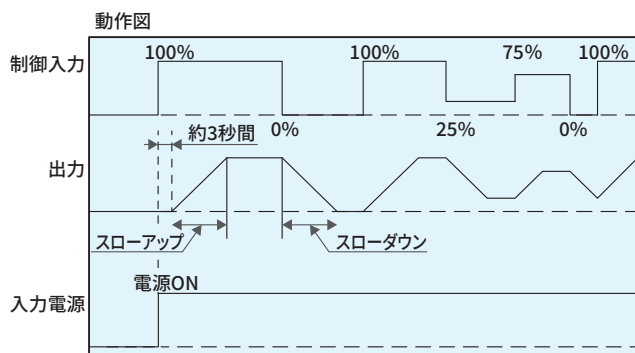 動作図
制御入力
100%
100%
75%
100%
0%
25%
0%
約3秒間
出力
スローアップ
スローダウン
電源ON
入力電源